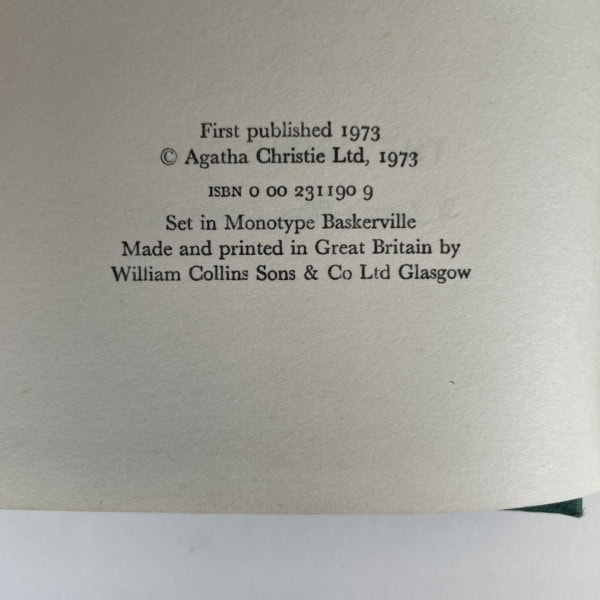 First published 1973
© Agatha Christie Ltd, 1973
ISBN 0 00 231190 9
Set in Monotype Baskerville
Made and printed in Great Britain by
William Collins Sons & Co Ltd Glasgow